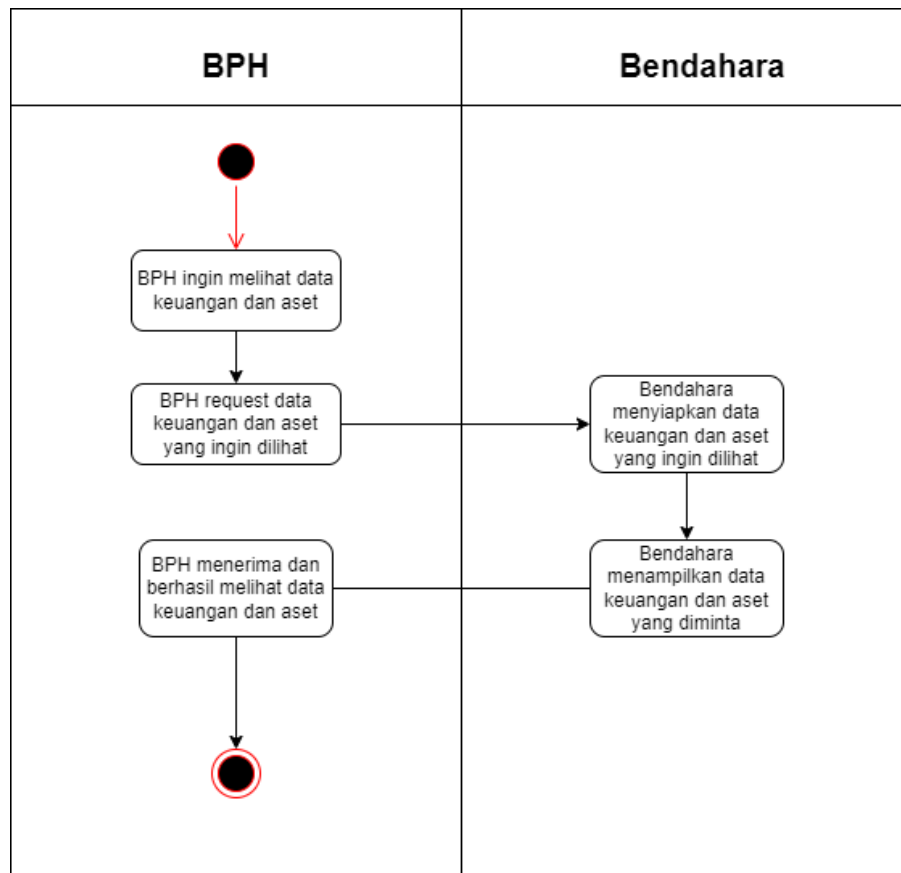 BPH
Bendahara
BPH ingin melihat data
keuangan dan aset
BPH request data
keuangan dan aset
yang ingin dilihat
Bendahara
menyiapkan data
keuangan dan aset
yang ingin dilihat
Bendahara
menampilkan data
keuangan dan aset
yang diminta
BPH menerima dan
berhasil melihat data
keuangan dan aset